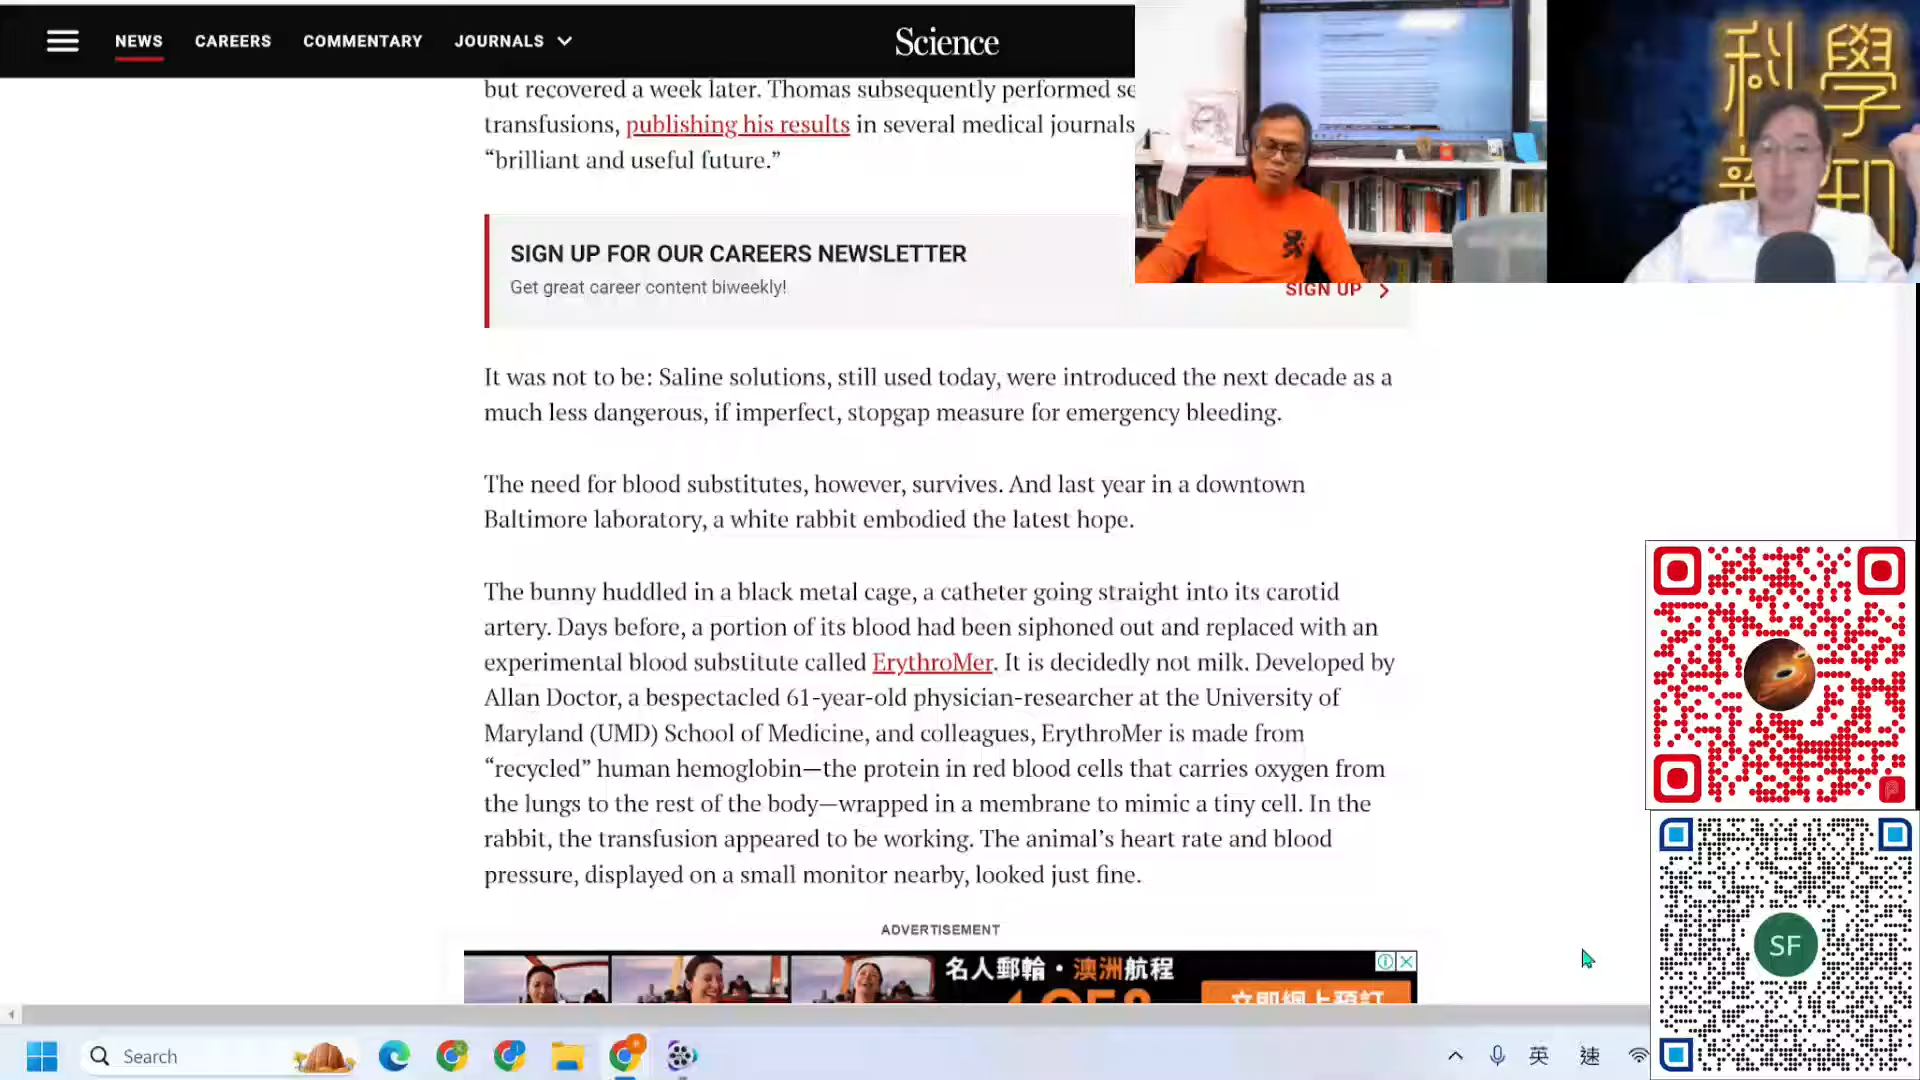 NEWS CAREERS COMMENTARY JOURNALS Science
but recovered a week later. Thomas subsequently performed se
transfusions, publishing his results in several medical journals
“brilliant and useful future.”
SIGN UP FOR OUR CAREERS NEWSLETTER
Get great career content biweekly!
SIGN UP
It was not to be: Saline solutions, still used today, were introduced the next decade as a
much less dangerous, if imperfect, stopgap measure for emergency bleeding.
The need for blood substitutes, however, survives. And last year in a downtown
Baltimore laboratory, a white rabbit embodied the latest hope.
The bunny huddled in a black metal cage, a catheter going straight into its carotid
artery. Days before, a portion of its blood had been siphoned out and replaced with an
experimental blood substitute called ErythroMer. It is decidedly not milk. Developed by
Allan Doctor, a bespectacled 61-year-old physician-researcher at the University of
Maryland (UMD) School of Medicine, and colleagues, ErythroMer is made from
“recycled” human hemoglobin—the protein in red blood cells that carries oxygen from
the lungs to the rest of the body—wrapped in a membrane to mimic a tiny cell. In the
rabbit, the transfusion appeared to be working. The animal’s heart rate and blood
pressure, displayed on a small monitor nearby, looked just fine.
ADVERTISEMENT
名人郵輪・澳洲航程
立即網上預訂
科學
知
SF
Search
英 速